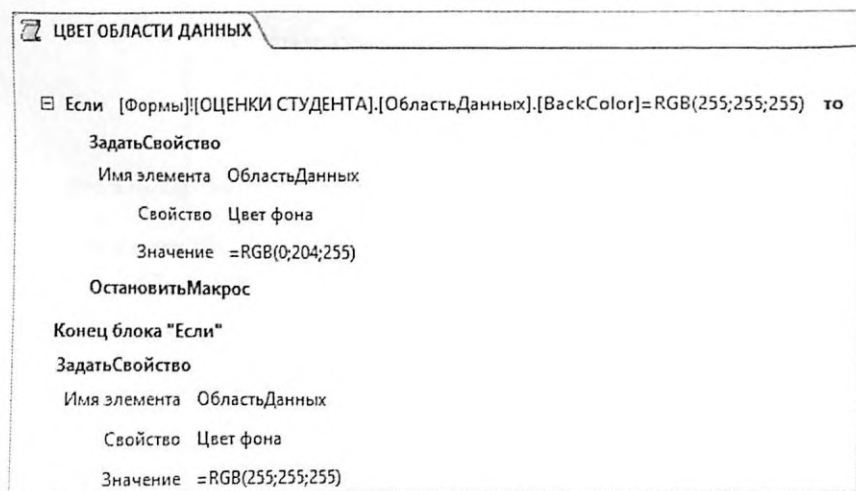 ЦВЕТ ОБЛАСТИ ДАННЫХ
Если [Формы]![ОЦЕНКИ СТУДЕНТА].[ОбластьДанных].[BackColor]=RGB(255;255;255) то
ЗадатьСвойство
Имя элемента ОбластьДанных
Свойство Цвет фона
Значение =RGB(0;204;255)
ОстановитьМакрос
Конец блока "Если"
ЗадатьСвойство
Имя элемента ОбластьДанных
Свойство Цвет фона
Значение =RGB(255;255;255)